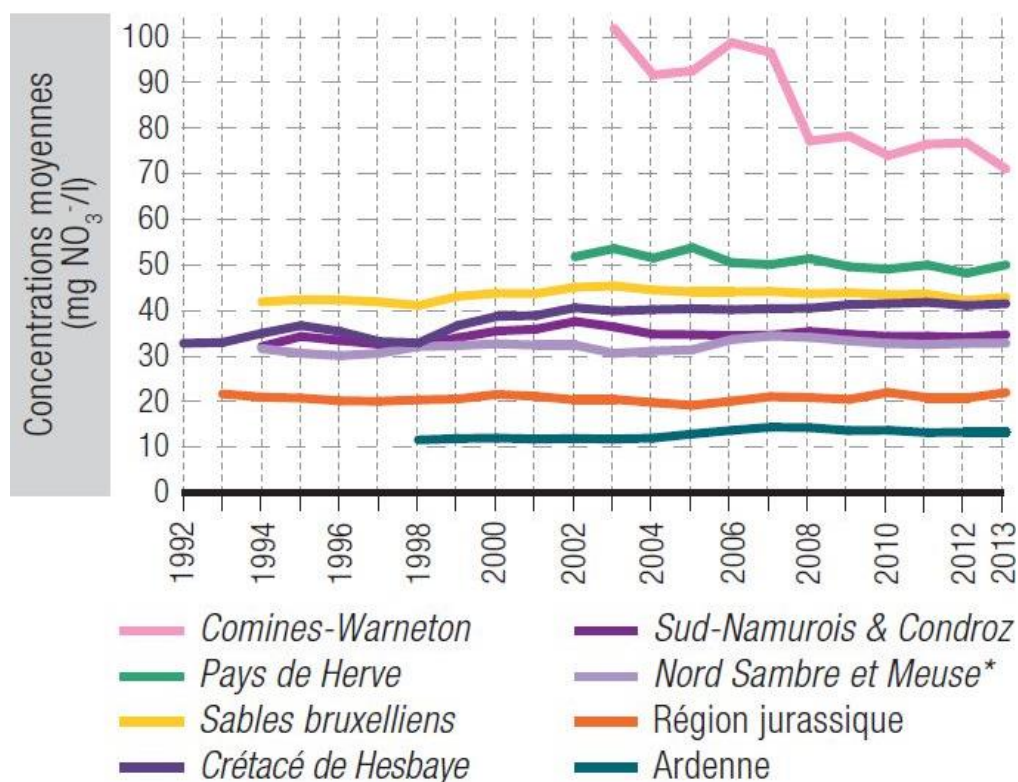 Concentrations moyennes
(mg NO₃⁻/l)
100
90
80
70
60
50
40
30
20
10
0
1992
1994
1996
1998
2000
2002
2004
2006
2008
2010
2012
2013
Comines-Warneton
Pays de Herve
Sables bruxelliens
Crétacé de Hesbaye
Sud-Namurois & Condroz
Nord Sambre et Meuse*
Région jurassique
Ardenne